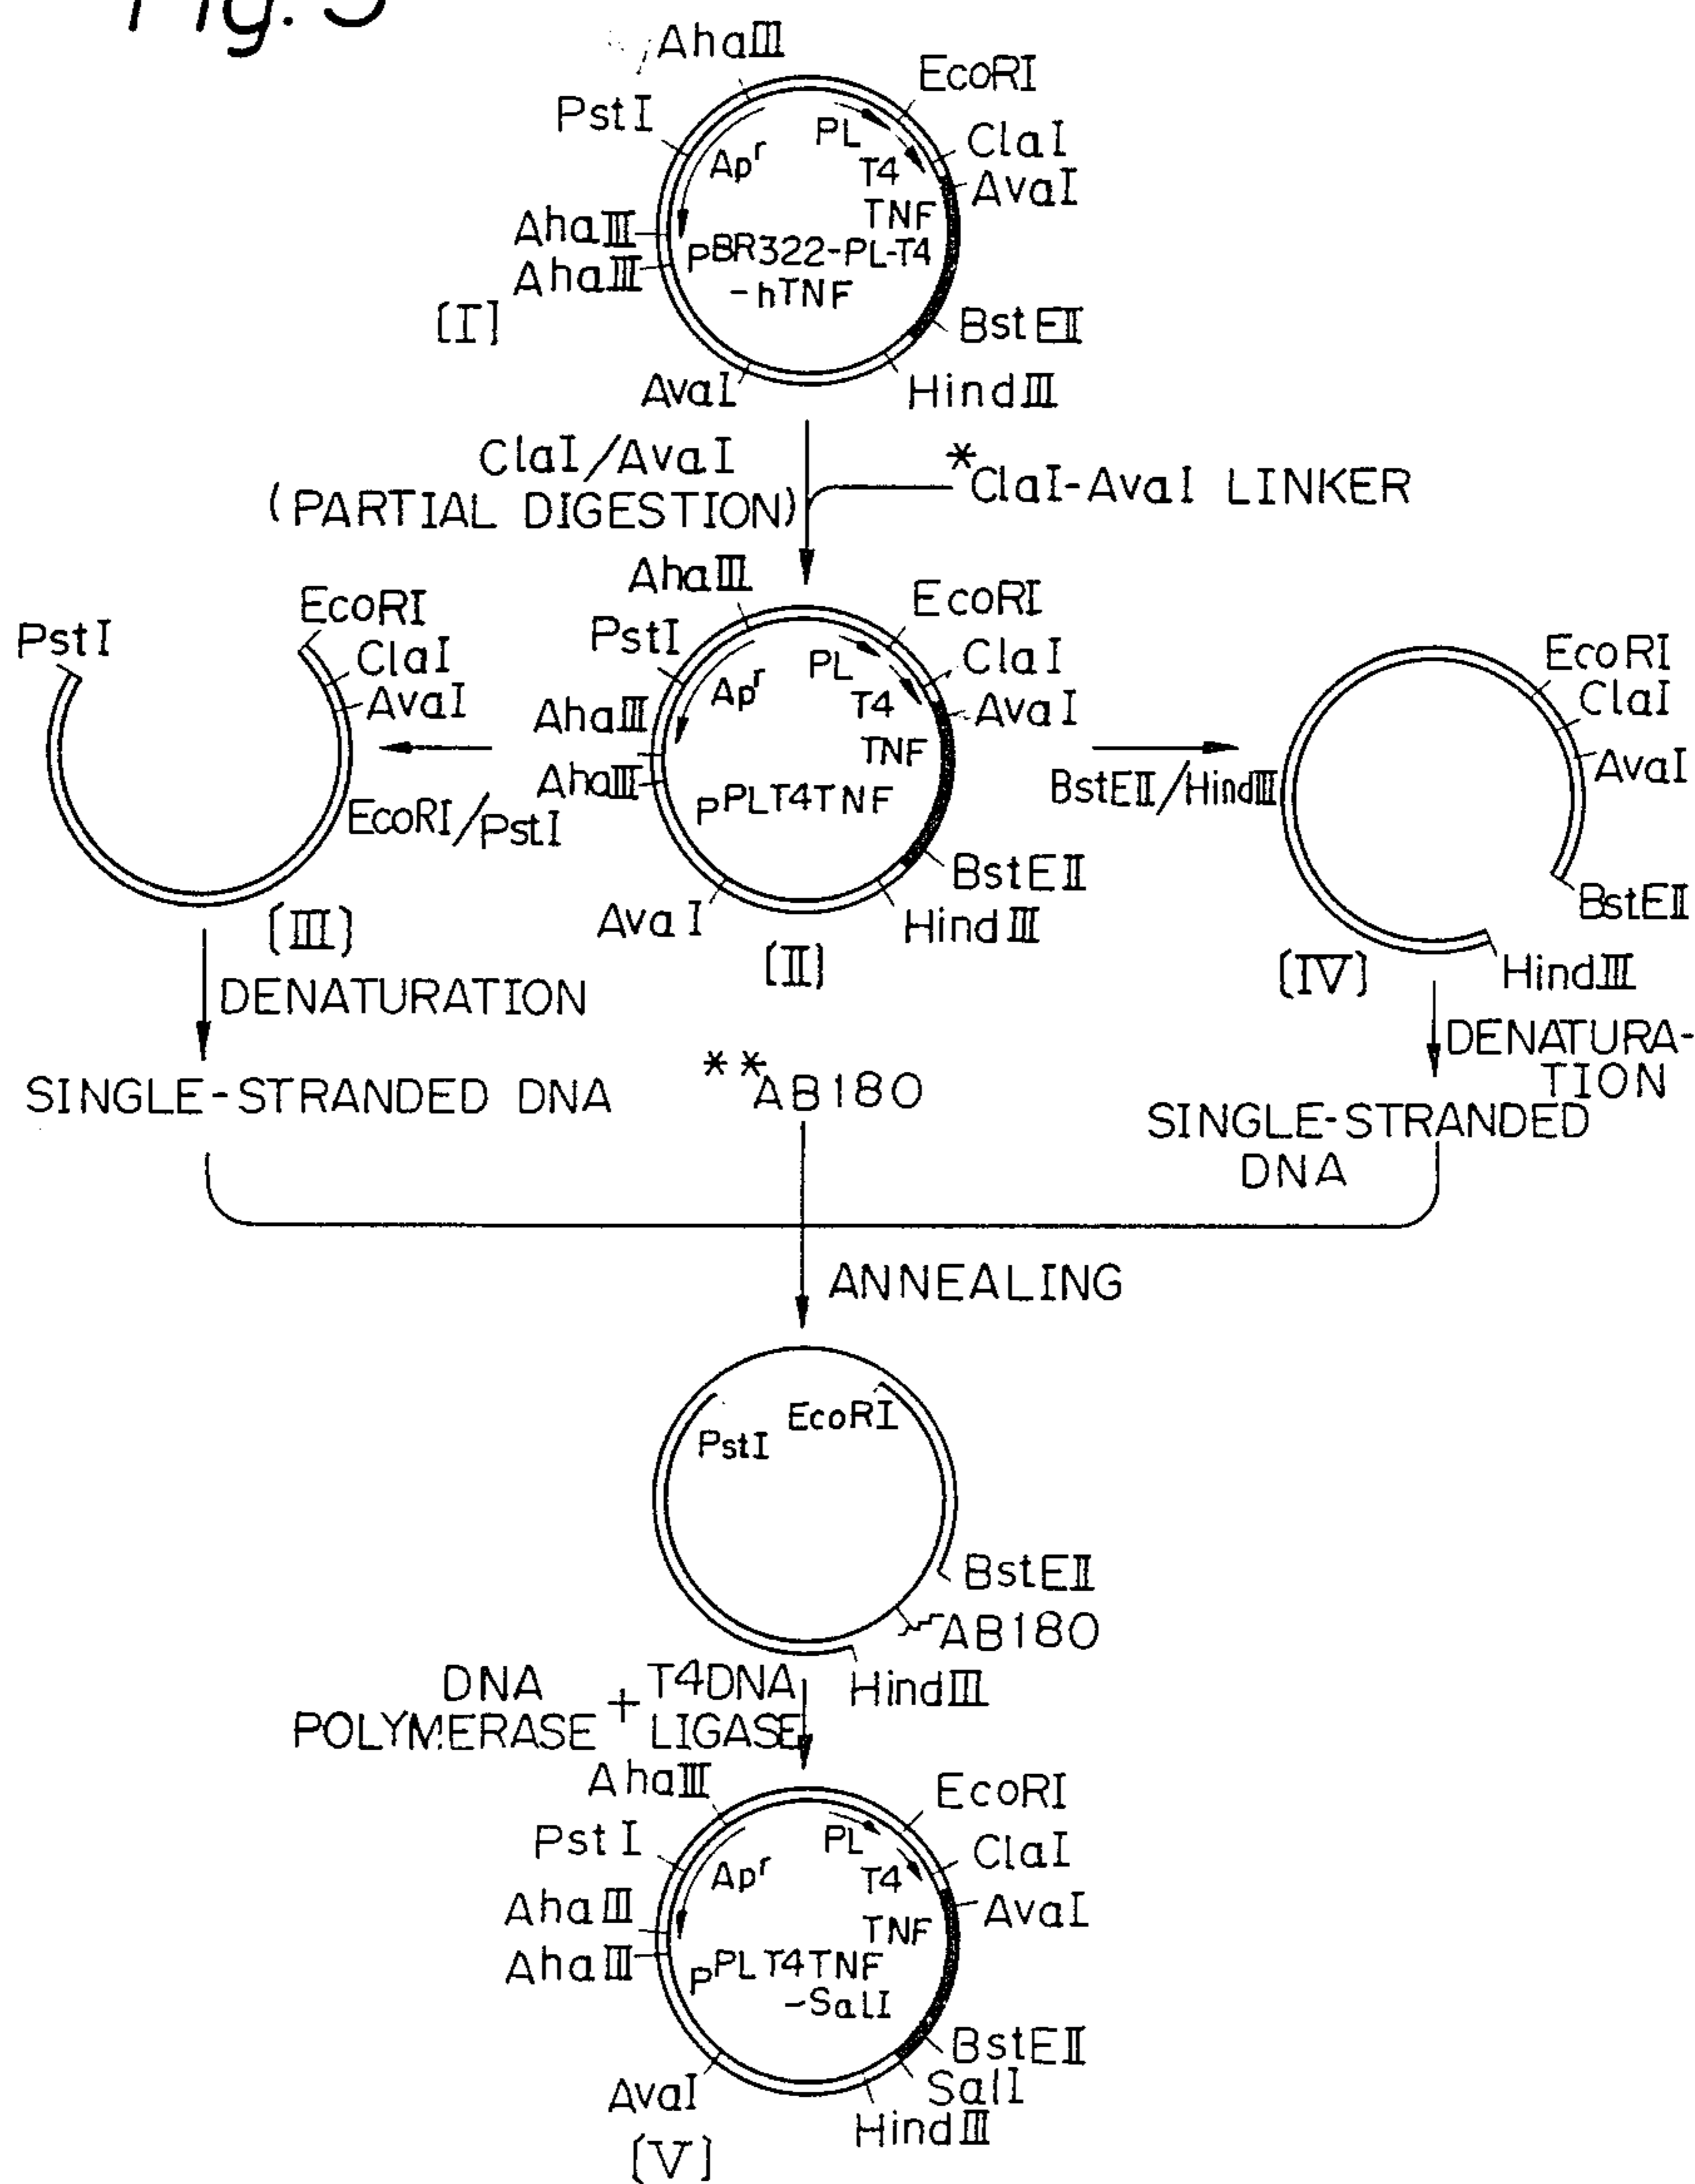 Fig. 5
AhaIII
EcoRI
PstI
ClaI
PL
Apr
T4
AvaI
TNF
AhaIII
pBR322-PL-T4
AhaIII
-hTNF
[I]
BstEII
AvaI
HindIII
ClaI/AvaI
*ClaI-AvaI LINKER
(PARTIAL DIGESTION)
AhaIII
EcoRI
EcoRI
PstI
PstI
ClaI
ClaI
EcoRI
PL
Apr
ClaI
AvaI
T4
AvaI
AhaIII
TNF
AvaI
AhaIII
BstEII/HindIII
pPLT4TNF
EcoRI/PstI
BstEII
BstEII
AvaI
HindIII
[III]
[II]
[IV]
HindIII
DENATURATION
DENATURA-
TION
**AB180
SINGLE-STRANDED DNA
SINGLE-STRANDED
DNA
ANNEALING
EcoRI
PstI
BstEII
AB180
HindIII
DNA
POLYMERASE
+
T4DNA
LIGASE
AhaIII
EcoRI
PstI
PL
ClaI
Apr
T4
AhaIII
AvaI
TNF
AhaIII
pPLT4TNF
-SalI
BstEII
SalI
AvaI
HindIII
[V]